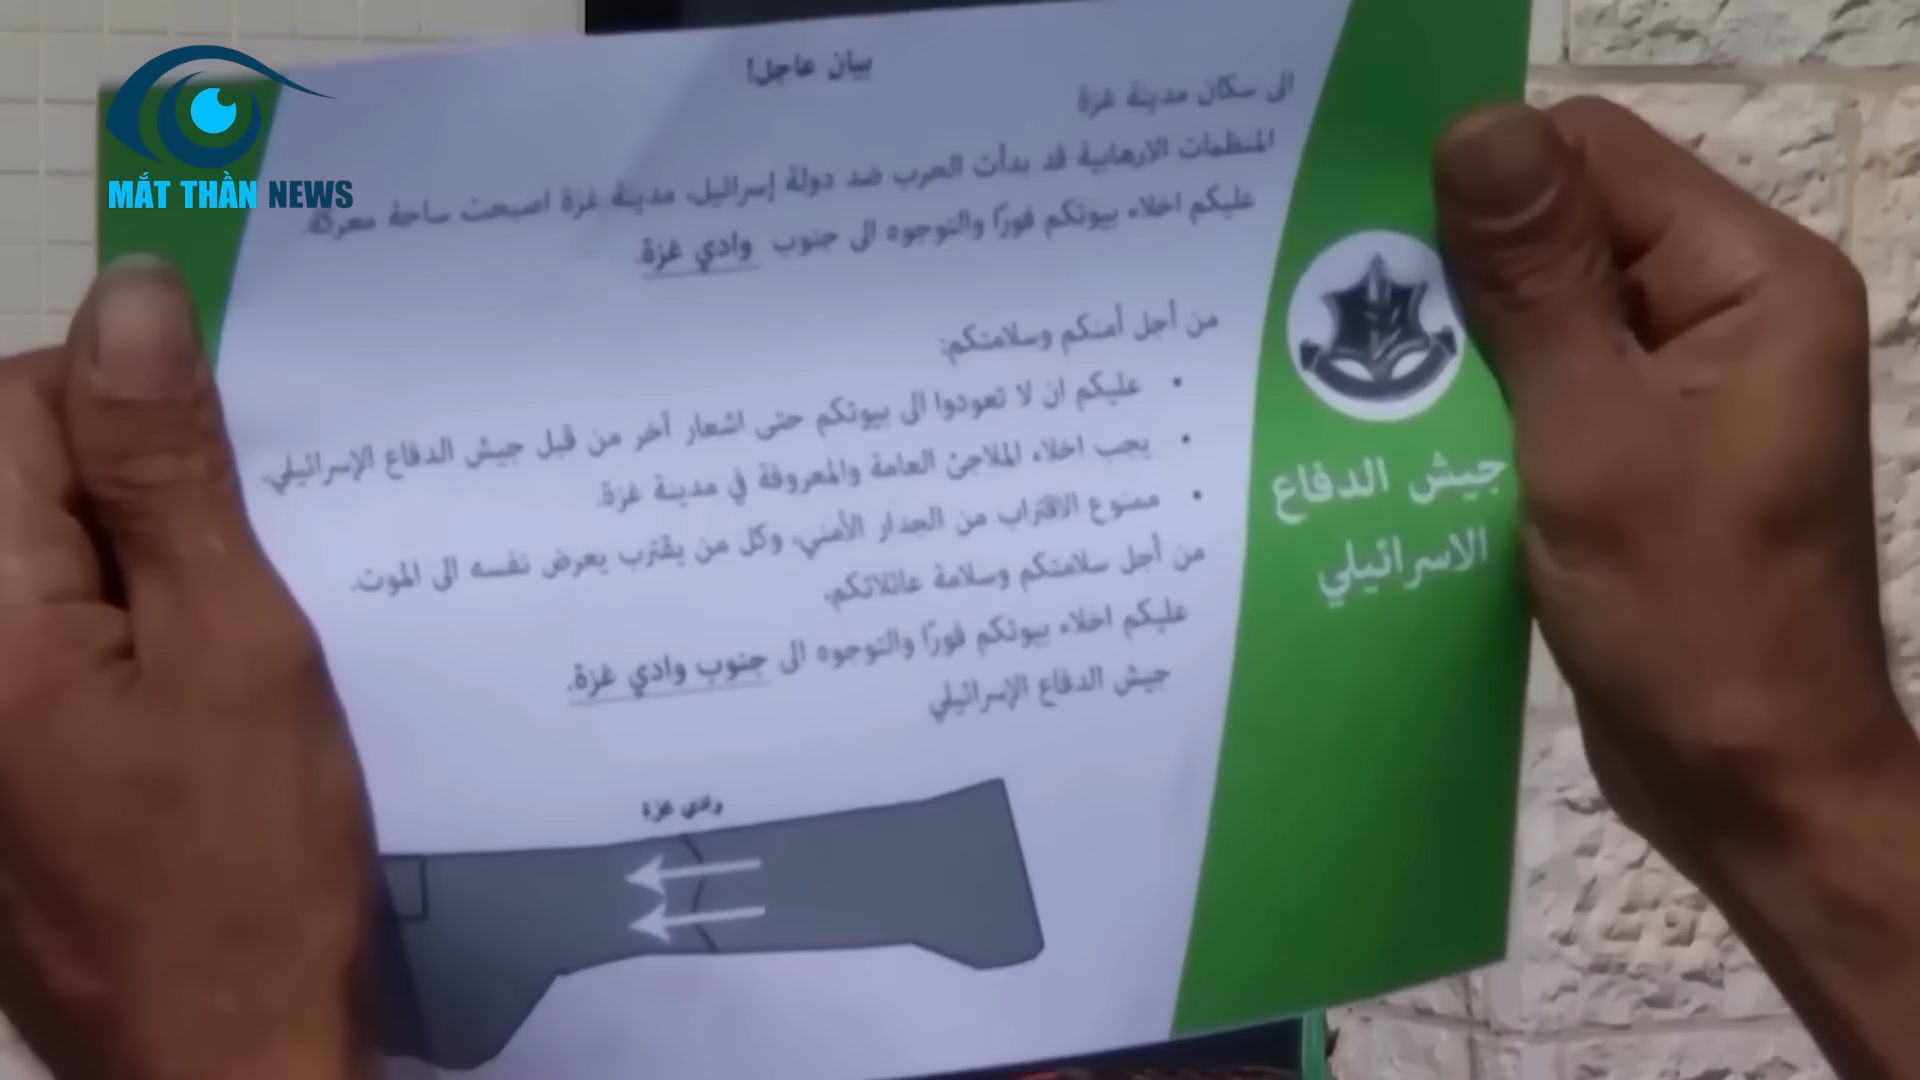 MẮT THẦN NEWS
بيان عاجل!
الى سكان مدينة غزة
المنظمات الارهابية قد بدأت الحرب ضد دولة إسرائيل، مدينة غزة اصبحت ساحة معركة.
عليكم اخلاء بيوتكم فورًا والتوجوه الى جنوب وادي غزة.
من أجل أمنكم وسلامتكم:
• عليكم ان لا تعودوا الى بيوتكم حتى اشعار آخر من قبل جيش الدفاع الإسرائيلي.
• يجب اخلاء الملاجئ العامة والمعروفة في مدينة غزة.
• ممنوع الاقتراب من الجدار الأمني، وكل من يقترب يعرض نفسه الى الموت.
من أجل سلامتكم وسلامة عائلاتكم،
عليكم اخلاء بيوتكم فورًا والتوجوه الى جنوب وادي غزة.
جيش الدفاع الإسرائيلي
وادي غزة
جيش الدفاع
الاسرائيلي